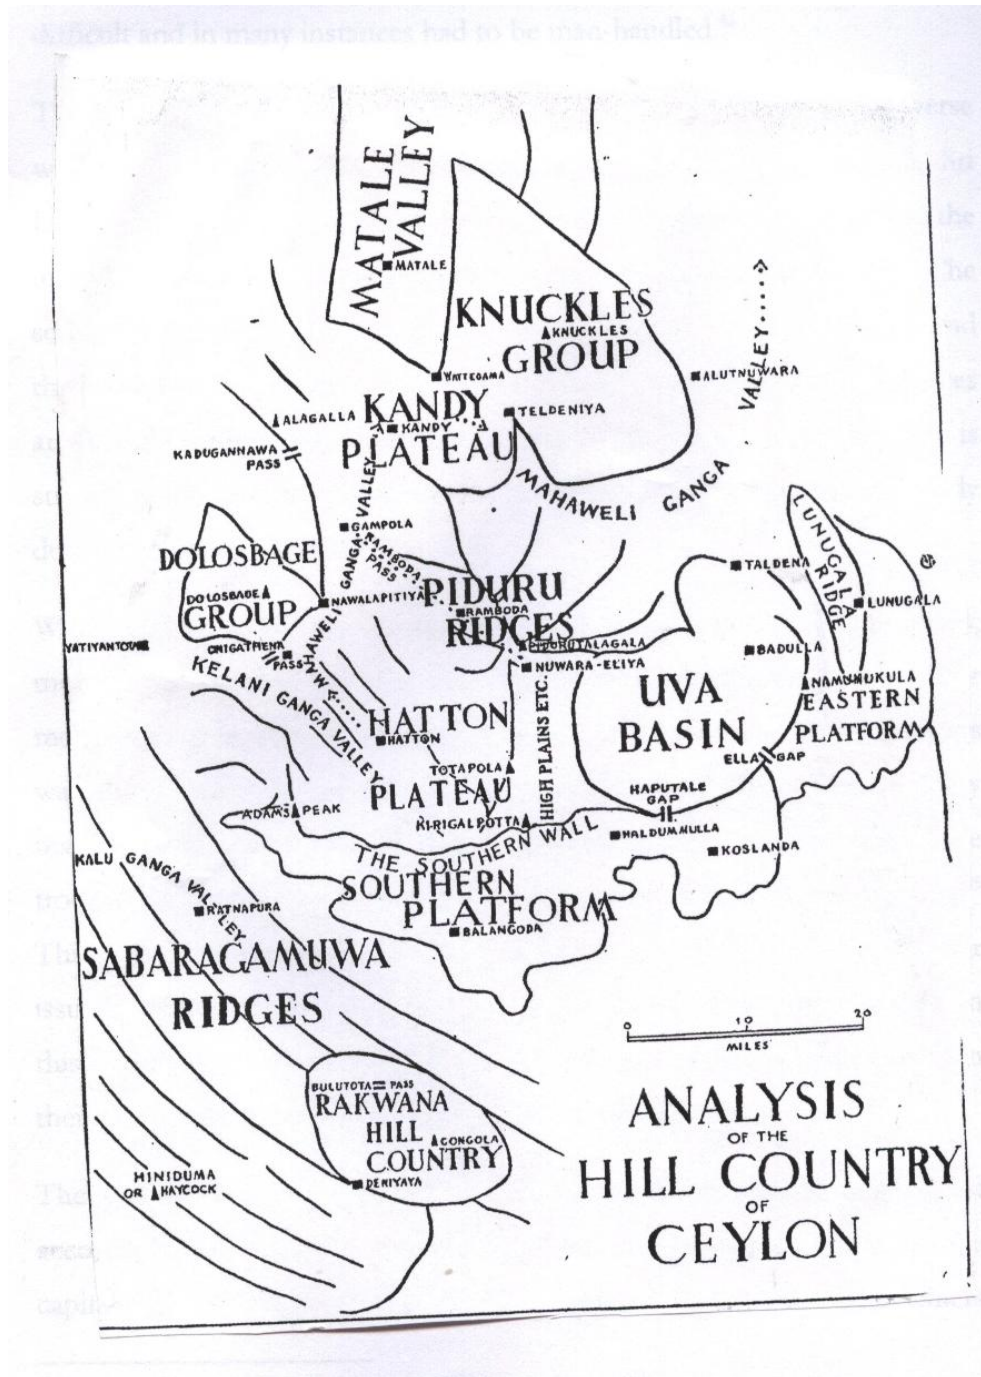 difficult and in many instances had to be man-handled.
MATALE
VALLEY
MATALE
KNUCKLES
KNUCKLES
GROUP
WATTEGAMA
ALUTNUWARA
VALLEY
ALAGALLA
KANDY
TELDENIYA
KANDY
PLATEAU
KADUGANNAWA
PASS
MAHAWELI GANGA
GANGA VALLEY
GAMPOLA
RAMBODA
PASS
LUNUGALA
RIDGE
DOLOSBAGE
DOLOSBAGE
GROUP
TALDENA
PIDURU
NAWALAPITIYA
RAMBODA
RIDGES
LUNUGALA
YATIYANTOTA
GINIGATHENA
PASS
PIDURUTALAGALA
NUWARA-ELIYA
BADULLA
KELANI GANGA VALLEY
MAHAWELI
UVA
BASIN
NAMUNUKULA
EASTERN
PLATFORM
HATTON
HATTON
HIGH PLAINS ETC.
ELLA GAP
TOTAPOLA
PLATEAU
HAPUTALE
GAP
ADAMS PEAK
KIRIGALPOTTA
HALDUMMULLA
THE SOUTHERN WALL
KOSLANDA
KALU GANGA VALLEY
SOUTHERN
PLATFORM
RATNAPURA
BALANGODA
SABARAGAMUWA
RIDGES
0 10 20
MILES
BULUTOTA PASS
RAKWANA
HILL
GONGOLA
COUNTRY
DENIYAYA
HINIDUMA
OR HAYCOCK
ANALYSIS
OF THE
HILL COUNTRY
OF
CEYLON